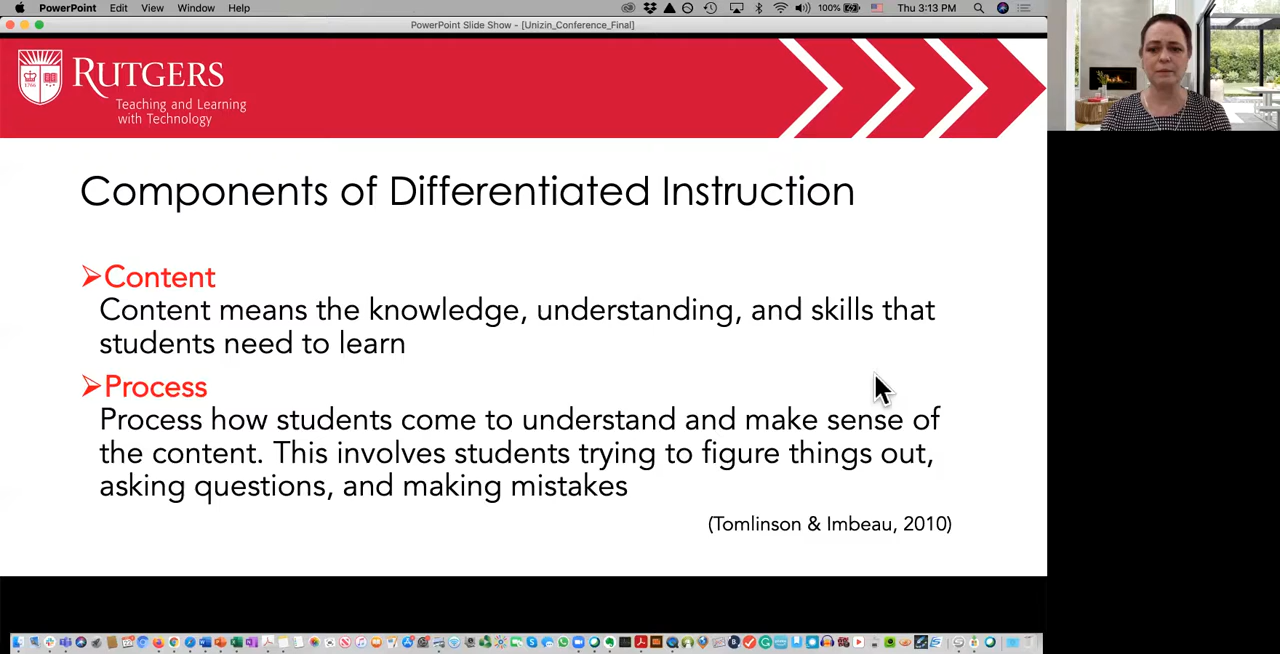 PowerPoint Edit View Window Help 100% Thu 3:13 PM
PowerPoint Slide Show - [Unizin_Conference_Final]
RUTGERS
1766
Teaching and Learning
with Technology
Components of Differentiated Instruction
Content
Content means the knowledge, understanding, and skills that
students need to learn
Process
Process how students come to understand and make sense of
the content. This involves students trying to figure things out,
asking questions, and making mistakes
(Tomlinson & Imbeau, 2010)